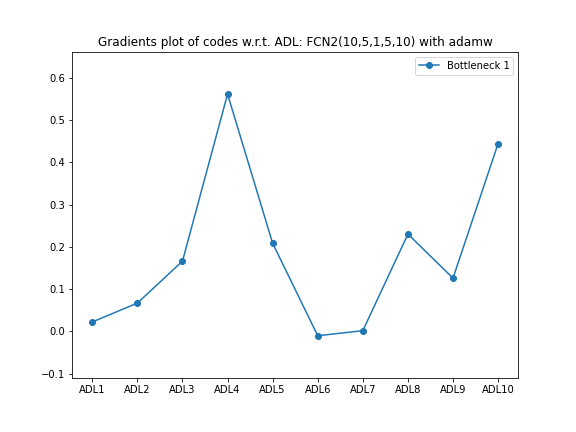 Gradients plot of codes w.r.t. ADL: FCN2(10,5,1,5,10) with adamw
Bottleneck 1
0.6
0.5
0.4
0.3
0.2
0.1
0.0
−0.1
ADL1 ADL2 ADL3 ADL4 ADL5 ADL6 ADL7 ADL8 ADL9 ADL10